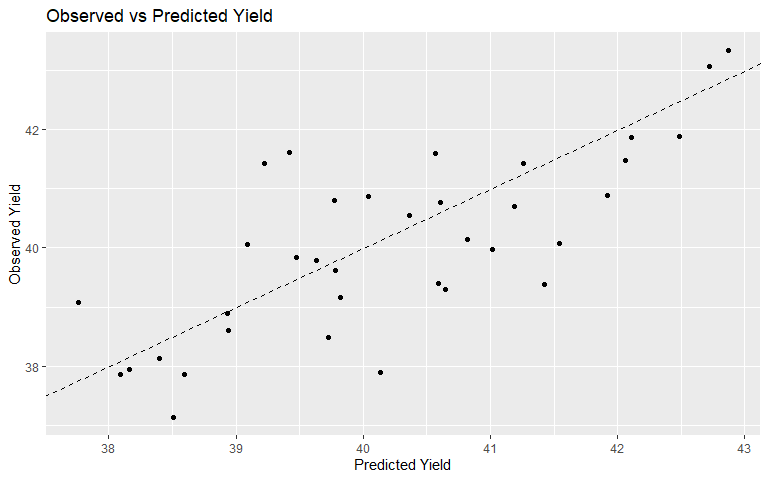 Observed vs Predicted Yield
42
40
38
Observed Yield
38 39 40 41 42 43
Predicted Yield